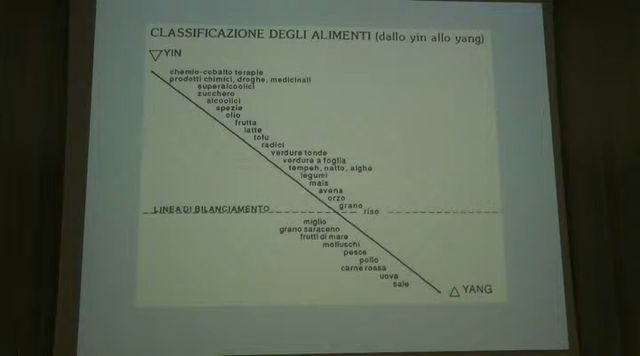 CLASSIFICAZIONE DEGLI ALIMENTI (dallo yin allo yang)
YIN
chemio-cobalto terapie
prodotti chimici, droghe, medicinali
superalcoolici
zucchero
alcoolici
spezie
olio
frutta
latte
tofu
radici
verdure tonde
verdure a foglia
tempeh, natto, alghe
legumi
mais
avena
orzo
grano
LINEA DI BILANCIAMENTO
riso
miglio
grano saraceno
frutti di mare
molluschi
pesce
pollo
carne rossa
uova
sale
YANG